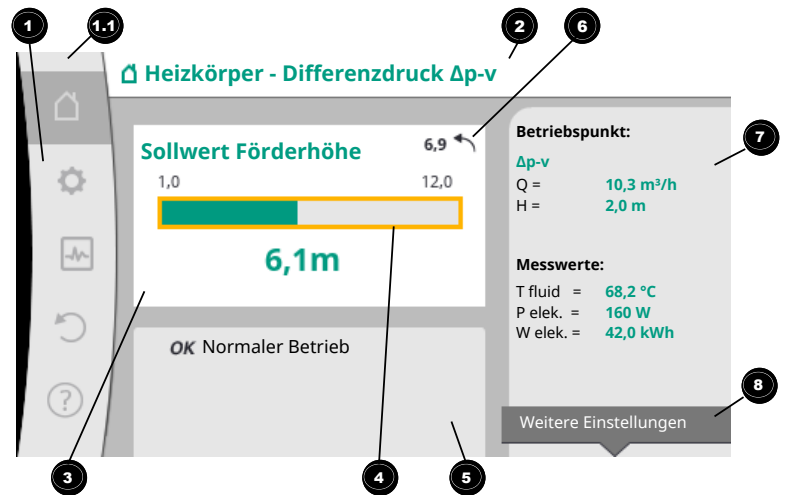 1
1.1
2
6
Heizkörper - Differenzdruck Δp-v
Sollwert Förderhöhe
6,9
1,0
12,0
6,1m
OK Normaler Betrieb
Betriebspunkt:
7
Δp-v
Q = 10,3 m³/h
H = 2,0 m
Messwerte:
T fluid = 68,2 °C
P elek. = 160 W
W elek. = 42,0 kWh
8
Weitere Einstellungen
?
3
4
5